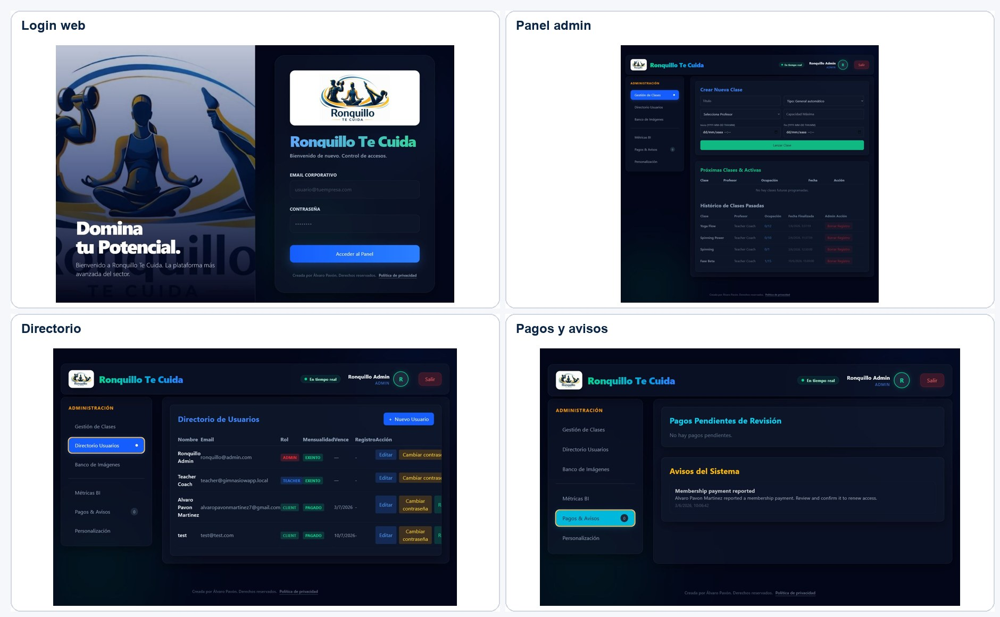 Login web
Ronquillo
TE CUIDA
Domina
tu Potencial.
Bienvenido a Ronquillo Te Cuida. La plataforma más
avanzada del sector.
Ronquillo
TE CUIDA
Ronquillo Te Cuida
Bienvenido de nuevo. Control de accesos.
EMAIL CORPORATIVO
usuario@tuempresa.com
CONTRASEÑA
Acceder al Panel
Creada por Álvaro Pavón. Derechos reservados. Política de privacidad
Panel admin
Ronquillo Te Cuida
En tiempo real
Ronquillo Admin
ADMIN
R
Salir
ADMINISTRACIÓN
Gestión de Clases
Directorio Usuarios
Banco de Imágenes
Métricas BI
Pagos & Avisos 0
Personalización
Crear Nueva Clase
Título
Tipo: General automático
Selecciona Profesor
Capacidad Máxima
Inicio (YYYY-MM-DD THH:MM)
Fin (YYYY-MM-DD THH:MM)
dd/mm/aaaa --:--
dd/mm/aaaa --:--
Lanzar Clase
Próximas Clases & Activas
Clase Profesor Ocupación Fecha Acción
No hay clases futuras programadas.
Histórico de Clases Pasadas
Clase Profesor Ocupación Fecha Finalizada Admin Acción
Yoga Flow Teacher Coach 0/12 Borrar Registro
Spinning Power Teacher Coach 0/10 Borrar Registro
Spinning Teacher Coach 0/1 Borrar Registro
Fase Beta Teacher Coach 1/15 Borrar Registro
Creada por Álvaro Pavón. Derechos reservados. Política de privacidad
Directorio
Ronquillo
Ronquillo Te Cuida
En tiempo real
Ronquillo Admin
ADMIN
R
Salir
ADMINISTRACIÓN
Gestión de Clases
Directorio Usuarios
Banco de Imágenes
Métricas BI
Pagos & Avisos 0
Personalización
Directorio de Usuarios
+ Nuevo Usuario
Nombre Email Rol Mensualidad Vence Registro Acción
Ronquillo Admin ronquillo@admin.com ADMIN EXENTO — - Editar Cambiar contrase
Teacher Coach teacher@gimnasiowapp.local TEACHER EXENTO — - Editar Cambiar contrase
Alvaro Pavon Martinez alvaropavonmartinez7@gmail.com CLIENT PAGADO 3/7/2026 - Editar Cambiar contraseña R
test test@test.com CLIENT PAGADO 10/7/2026 - Editar Cambiar contraseña R
Creada por Álvaro Pavón. Derechos reservados. Política de privacidad
Pagos y avisos
Ronquillo
Ronquillo Te Cuida
En tiempo real
Ronquillo Admin
ADMIN
R
Salir
ADMINISTRACIÓN
Gestión de Clases
Directorio Usuarios
Banco de Imágenes
Métricas BI
Pagos & Avisos 0
Personalización
Pagos Pendientes de Revisión
No hay pagos pendientes.
Avisos del Sistema
Membership payment reported
Alvaro Pavon Martinez reported a membership payment. Review and confirm it to renew access.
3/6/2026, 10:06:42
Creada por Álvaro Pavón. Derechos reservados. Política de privacidad